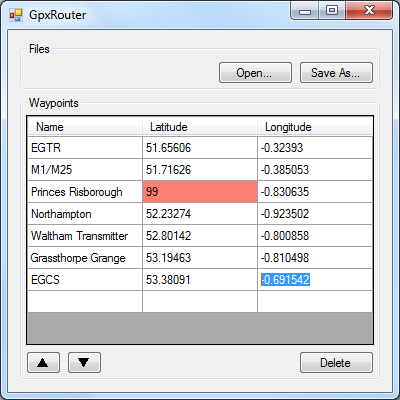 GpxRouter
Files
Open... Save As...
Waypoints
Name Latitude Longitude
EGTR 51.65606 -0.32393
M1/M25 51.71626 -0.385053
Princes Risborough 99 -0.830635
Northampton 52.23274 -0.923502
Waltham Transmitter 52.80142 -0.800858
Grassthorpe Grange 53.19463 -0.810498
EGCS 53.38091 -0.691542
Delete